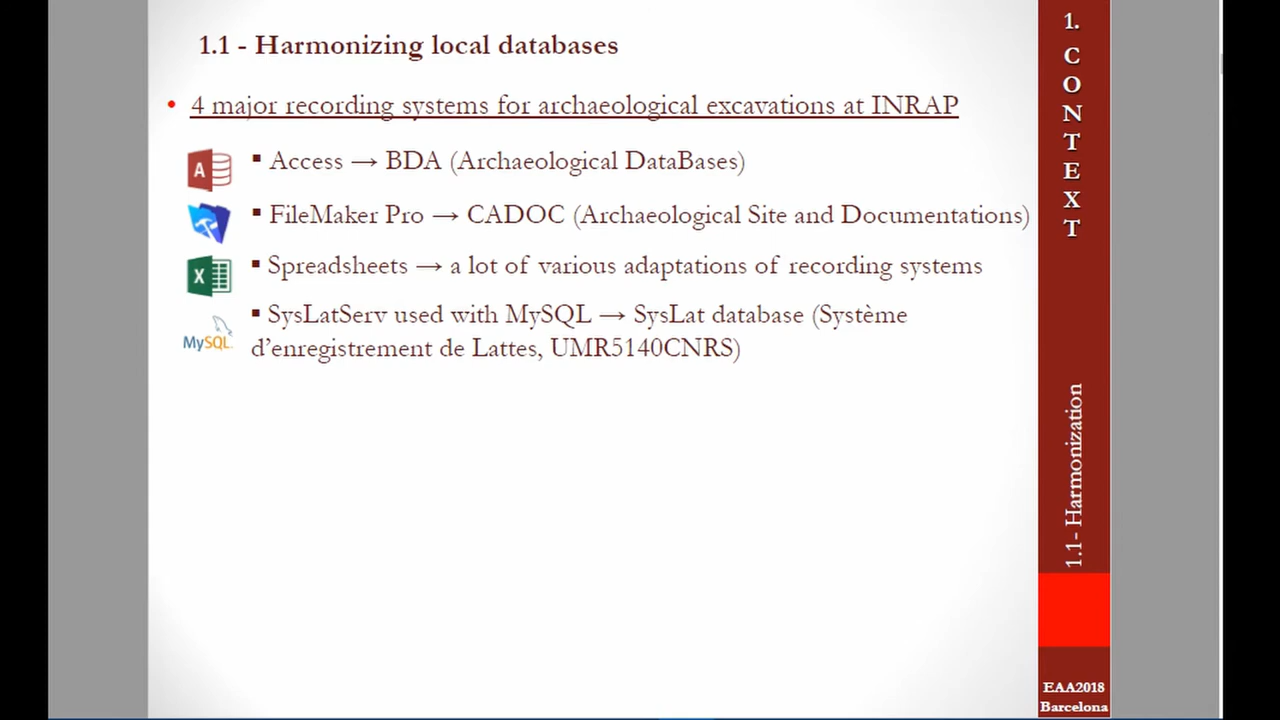 1.1 - Harmonizing local databases
• 4 major recording systems for archaeological excavations at INRAP
▪ Access → BDA (Archaeological DataBases)
▪ FileMaker Pro → CADOC (Archaeological Site and Documentations)
▪ Spreadsheets → a lot of various adaptations of recording systems
▪ SysLatServ used with MySQL → SysLat database (Système
d’enregistrement de Lattes, UMR5140CNRS)
A
X
MySQL
1.
CONTEXT
1.1- Harmonization
EAA2018
Barcelona